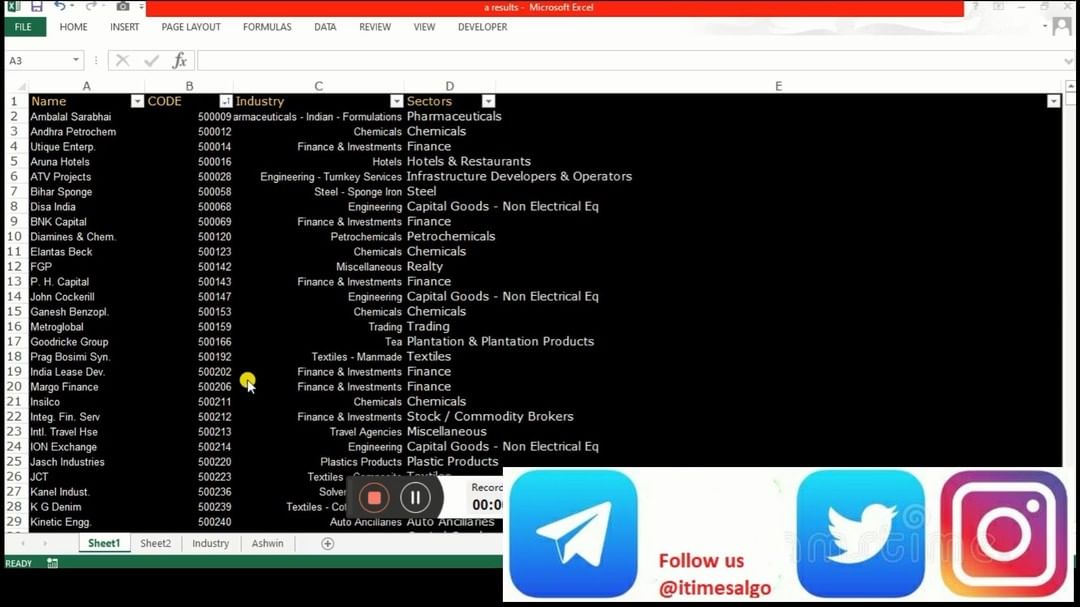 a results - Microsoft Excel
FILE HOME INSERT PAGE LAYOUT FORMULAS DATA REVIEW VIEW DEVELOPER
A3 fx
A B C D E
1 Name CODE Industry Sectors
2 Ambalal Sarabhai 500009 armaceuticals - Indian - Formulations Pharmaceuticals
3 Andhra Petrochem 500012 Chemicals Chemicals
4 Utique Enterp. 500014 Finance & Investments Finance
5 Aruna Hotels 500016 Hotels Hotels & Restaurants
6 ATV Projects 500028 Engineering - Turnkey Services Infrastructure Developers & Operators
7 Bihar Sponge 500058 Steel - Sponge Iron Steel
8 Disa India 500068 Engineering Capital Goods - Non Electrical Eq
9 BNK Capital 500069 Finance & Investments Finance
10 Diamines & Chem. 500120 Petrochemicals Petrochemicals
11 Elantas Beck 500123 Chemicals Chemicals
12 FGP 500142 Miscellaneous Realty
13 P. H. Capital 500143 Finance & Investments Finance
14 John Cockerill 500147 Engineering Capital Goods - Non Electrical Eq
15 Ganesh Benzopl. 500153 Chemicals Chemicals
16 Metroglobal 500159 Trading Trading
17 Goodricke Group 500166 Tea Plantation & Plantation Products
18 Prag Bosimi Syn. 500192 Textiles - Manmade Textiles
19 India Lease Dev. 500202 Finance & Investments Finance
20 Margo Finance 500206 Finance & Investments Finance
21 Insilco 500211 Chemicals Chemicals
22 Integ. Fin. Serv 500212 Finance & Investments Stock / Commodity Brokers
23 Intl. Travel Hse 500213 Travel Agencies Miscellaneous
24 ION Exchange 500214 Engineering Capital Goods - Non Electrical Eq
25 Jasch Industries 500220 Plastics Products Plastic Products
26 JCT 500223 Textiles
27 Kanel Indust. 500236 Solve
28 K G Denim 500239 Textiles - Co
29 Kinetic Engg. 500240 Auto Ancillaries Auto Ancillaries
Record
00:0
Follow us
@itimesalgo
Sheet1 Sheet2 Industry Ashwin
READY